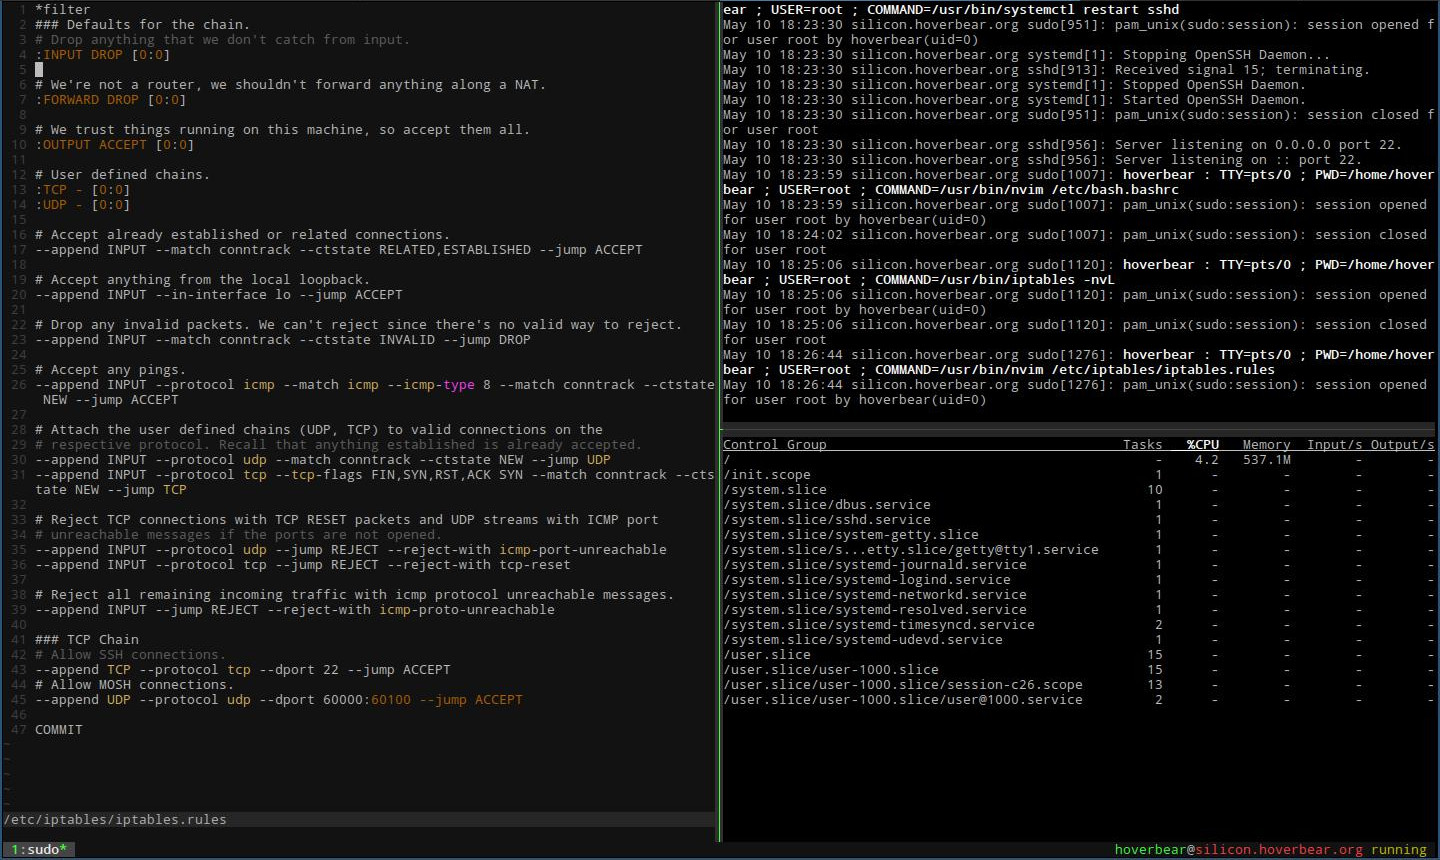 1 *filter
2 ### Defaults for the chain.
3 # Drop anything that we don't catch from input.
4 :INPUT DROP [0:0]
5
6 # We're not a router, we shouldn't forward anything along a NAT.
7 :FORWARD DROP [0:0]
8
9 # We trust things running on this machine, so accept them all.
10 :OUTPUT ACCEPT [0:0]
11
12 # User defined chains.
13 :TCP - [0:0]
14 :UDP - [0:0]
15
16 # Accept already established or related connections.
17 --append INPUT --match conntrack --ctstate RELATED,ESTABLISHED --jump ACCEPT
18
19 # Accept anything from the local loopback.
20 --append INPUT --in-interface lo --jump ACCEPT
21
22 # Drop any invalid packets. We can't reject since there's no valid way to reject.
23 --append INPUT --match conntrack --ctstate INVALID --jump DROP
24
25 # Accept any pings.
26 --append INPUT --protocol icmp --match icmp --icmp-type 8 --match conntrack --ctstate
NEW --jump ACCEPT
27
28 # Attach the user defined chains (UDP, TCP) to valid connections on the
29 # respective protocol. Recall that anything established is already accepted.
30 --append INPUT --protocol udp --match conntrack --ctstate NEW --jump UDP
31 --append INPUT --protocol tcp --tcp-flags FIN,SYN,RST,ACK SYN --match conntrack --cts
tate NEW --jump TCP
32
33 # Reject TCP connections with TCP RESET packets and UDP streams with ICMP port
34 # unreachable messages if the ports are not opened.
35 --append INPUT --protocol udp --jump REJECT --reject-with icmp-port-unreachable
36 --append INPUT --protocol tcp --jump REJECT --reject-with tcp-reset
37
38 # Reject all remaining incoming traffic with icmp protocol unreachable messages.
39 --append INPUT --jump REJECT --reject-with icmp-proto-unreachable
40
41 ### TCP Chain
42 # Allow SSH connections.
43 --append TCP --protocol tcp --dport 22 --jump ACCEPT
44 # Allow MOSH connections.
45 --append UDP --protocol udp --dport 60000:60100 --jump ACCEPT
46
47 COMMIT
~
~
~
~
~
/etc/iptables/iptables.rules
ear ; USER=root ; COMMAND=/usr/bin/systemctl restart sshd
May 10 18:23:30 silicon.hoverbear.org sudo[951]: pam_unix(sudo:session): session opened f
or user root by hoverbear(uid=0)
May 10 18:23:30 silicon.hoverbear.org systemd[1]: Stopping OpenSSH Daemon...
May 10 18:23:30 silicon.hoverbear.org sshd[913]: Received signal 15; terminating.
May 10 18:23:30 silicon.hoverbear.org systemd[1]: Stopped OpenSSH Daemon.
May 10 18:23:30 silicon.hoverbear.org systemd[1]: Started OpenSSH Daemon.
May 10 18:23:30 silicon.hoverbear.org sudo[951]: pam_unix(sudo:session): session closed f
or user root
May 10 18:23:30 silicon.hoverbear.org sshd[956]: Server listening on 0.0.0.0 port 22.
May 10 18:23:30 silicon.hoverbear.org sshd[956]: Server listening on :: port 22.
May 10 18:23:59 silicon.hoverbear.org sudo[1007]: hoverbear : TTY=pts/0 ; PWD=/home/hover
bear ; USER=root ; COMMAND=/usr/bin/nvim /etc/bash.bashrc
May 10 18:23:59 silicon.hoverbear.org sudo[1007]: pam_unix(sudo:session): session opened
for user root by hoverbear(uid=0)
May 10 18:24:02 silicon.hoverbear.org sudo[1007]: pam_unix(sudo:session): session closed
for user root
May 10 18:25:06 silicon.hoverbear.org sudo[1120]: hoverbear : TTY=pts/0 ; PWD=/home/hover
bear ; USER=root ; COMMAND=/usr/bin/iptables -nvL
May 10 18:25:06 silicon.hoverbear.org sudo[1120]: pam_unix(sudo:session): session opened
for user root by hoverbear(uid=0)
May 10 18:25:06 silicon.hoverbear.org sudo[1120]: pam_unix(sudo:session): session closed
for user root
May 10 18:26:44 silicon.hoverbear.org sudo[1276]: hoverbear : TTY=pts/0 ; PWD=/home/hover
bear ; USER=root ; COMMAND=/usr/bin/nvim /etc/iptables/iptables.rules
May 10 18:26:44 silicon.hoverbear.org sudo[1276]: pam_unix(sudo:session): session opened
for user root by hoverbear(uid=0)
Control Group Tasks %CPU Memory Input/s Output/s
/ - 4.2 537.1M - -
/init.scope 1 - - - -
/system.slice 10 - - - -
/system.slice/dbus.service 1 - - - -
/system.slice/sshd.service 1 - - - -
/system.slice/system-getty.slice 1 - - - -
/system.slice/s...etty.slice/getty@tty1.service 1 - - - -
/system.slice/systemd-journald.service 1 - - - -
/system.slice/systemd-logind.service 1 - - - -
/system.slice/systemd-networkd.service 1 - - - -
/system.slice/systemd-resolved.service 1 - - - -
/system.slice/systemd-timesyncd.service 2 - - - -
/system.slice/systemd-udevd.service 1 - - - -
/user.slice 15 - - - -
/user.slice/user-1000.slice 15 - - - -
/user.slice/user-1000.slice/session-c26.scope 13 - - - -
/user.slice/user-1000.slice/user@1000.service 2 - - - -
1:sudo* hoverbear@silicon.hoverbear.org running